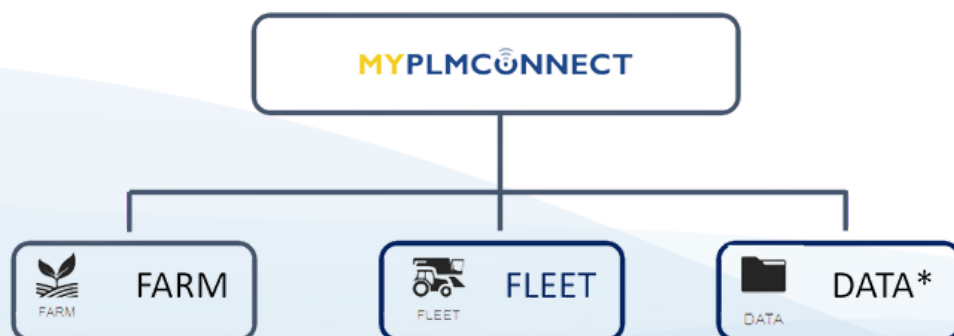 MYPLMCONNECT
FARM
FARM
FLEET
FLEET
DATA*
DATA